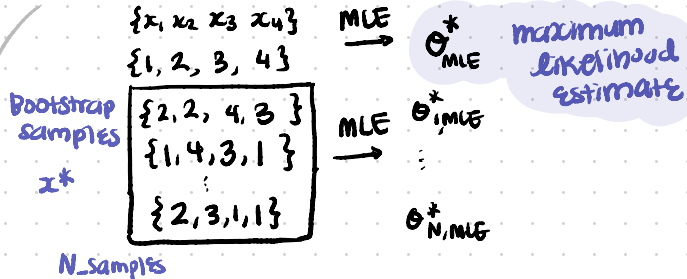 {x₁ x₂ x₃ x₄} MLE → θ*MLE
maximum
likelihood
estimate
{1, 2, 3, 4}
Bootstrap
samples
x*
{2, 2, 4, 3} MLE → θ*1,MLE
{1, 4, 3, 1}
⋮ ⋮
{2, 3, 1, 1} θ*N,MLE
N_samples